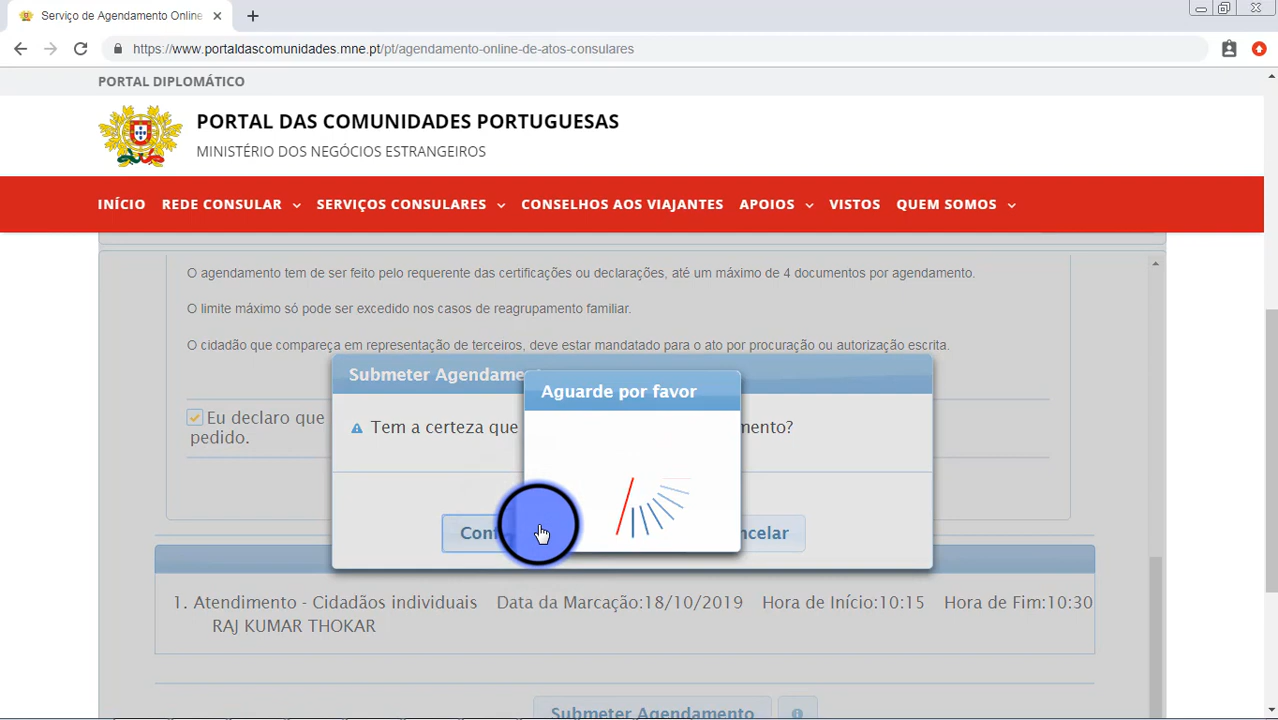 Serviço de Agendamento Online
https://www.portaldascomunidades.mne.pt/pt/agendamento-online-de-atos-consulares
PORTAL DIPLOMÁTICO
PORTAL DAS COMUNIDADES PORTUGUESAS
MINISTÉRIO DOS NEGÓCIOS ESTRANGEIROS
INÍCIO REDE CONSULAR SERVIÇOS CONSULARES CONSELHOS AOS VIAJANTES APOIOS VISTOS QUEM SOMOS
O agendamento tem de ser feito pelo requerente das certificações ou declarações, até um máximo de 4 documentos por agendamento.
O limite máximo só pode ser excedido nos casos de reagrupamento familiar.
O cidadão que compareça em representação de terceiros, deve estar mandatado para o ato por procuração ou autorização escrita.
Submeter Agendame
Aguarde por favor
Eu declaro que
pedido.
Tem a certeza que mento?
Conf ncelar
1. Atendimento - Cidadãos individuais Data da Marcação:18/10/2019 Hora de Início:10:15 Hora de Fim:10:30
RAJ KUMAR THOKAR
Submeter Agendamento